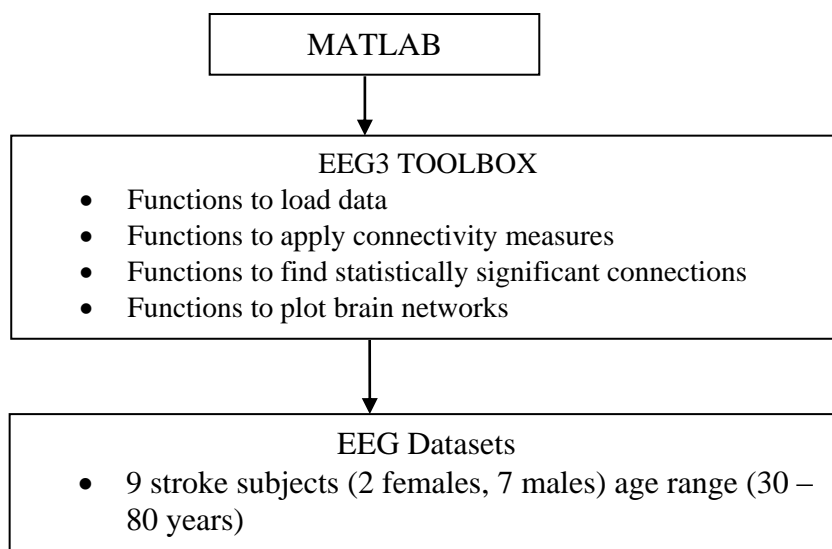 MATLAB
EEG3 TOOLBOX
• Functions to load data
• Functions to apply connectivity measures
• Functions to find statistically significant connections
• Functions to plot brain networks
EEG Datasets
• 9 stroke subjects (2 females, 7 males) age range (30 –
80 years)